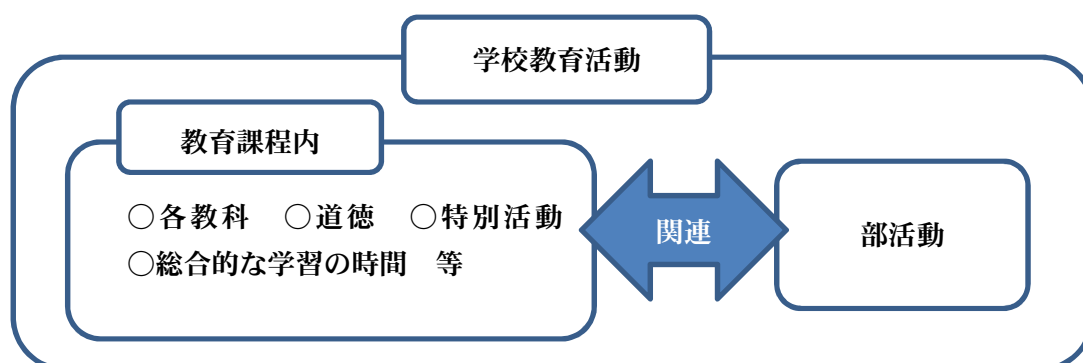 学校教育活動
教育課程内
○各教科　○道徳　○特別活動
○総合的な学習の時間　等
関連
部活動